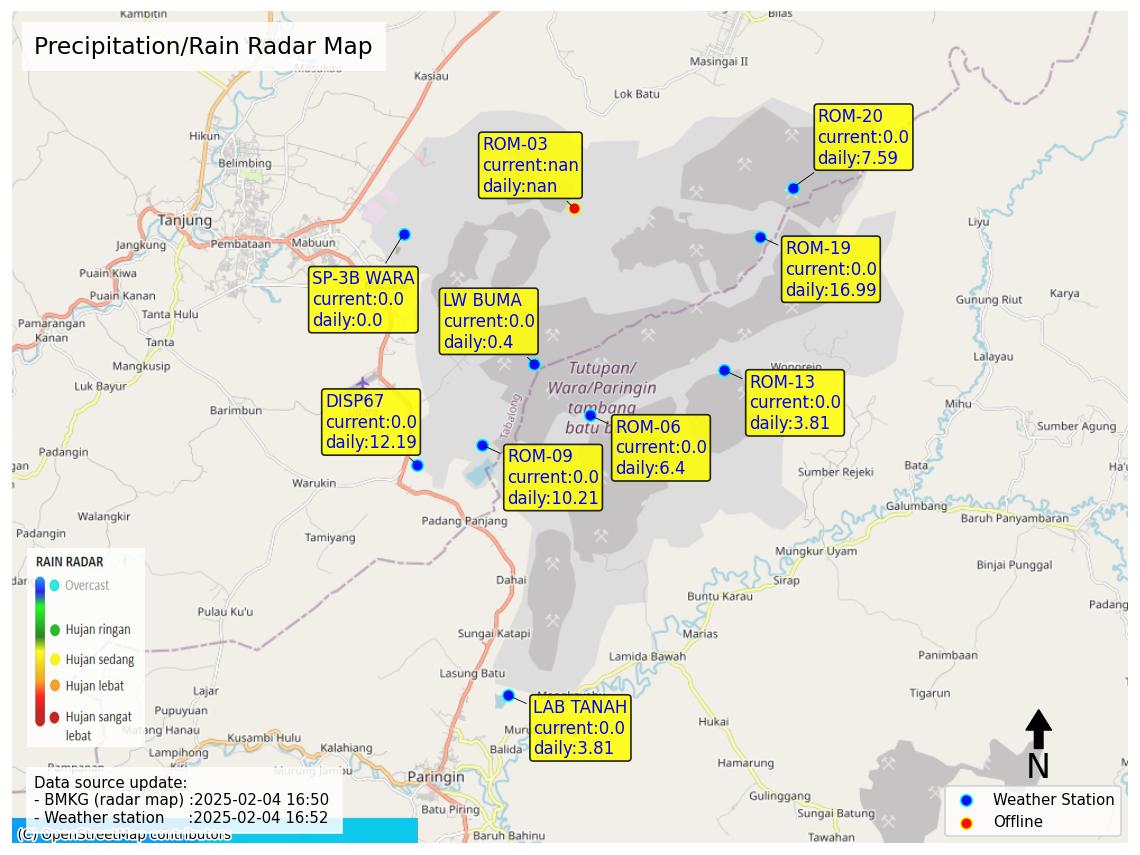 Precipitation/Rain Radar Map
Kambitin
Bilas
Masukau
Kasiau
Masingai II
Lok Batu
Hikun
Belimbing
Tanjung
Jangkung
Pembataan
Mabuun
Puain Kiwa
Puain Kanan
Tanta Hulu
Pamarangan
Kanan
Tanta
Mangkusip
Luk Bayur
Barimbun
Padangin
Warukin
Walangkir
Padangin
Tamiyang
Padang Panjang
Dahai
Pulau Ku'u
Sungai Katapi
Lasung Batu
Lajar
Pupuyuan
Matang Hanau
Kusambi Hulu
Lampihong
Kalahiang
Murung Jambu
Paringin
Balida
Batu Piring
Baruh Bahinu
Liyu
Gunung Riut
Karya
Lalayau
Wonorejo
Mihu
Sumber Agung
Bata
Sumber Rejeki
Galumbang
Baruh Panyambaran
Mungkur Uyam
Binjai Punggal
Sirap
Buntu Karau
Padang
Marias
Lamida Bawah
Panimbaan
Tigarun
Hukai
Hamarung
Gulinggang
Sungai Batung
Tawahan
Tabalong
Tutupan/
Wara/Paringin
tambang
batu b
ROM-03
current:nan
daily:nan
ROM-20
current:0.0
daily:7.59
ROM-19
current:0.0
daily:16.99
SP-3B WARA
current:0.0
daily:0.0
LW BUMA
current:0.0
daily:0.4
ROM-13
current:0.0
daily:3.81
DISP67
current:0.0
daily:12.19
ROM-06
current:0.0
daily:6.4
ROM-09
current:0.0
daily:10.21
LAB TANAH
current:0.0
daily:3.81
RAIN RADAR
Overcast
Hujan ringan
Hujan sedang
Hujan lebat
Hujan sangat
lebat
Data source update:
- BMKG (radar map) :2025-02-04 16:50
- Weather station :2025-02-04 16:52
(C) OpenStreetMap contributors
N
Weather Station
Offline